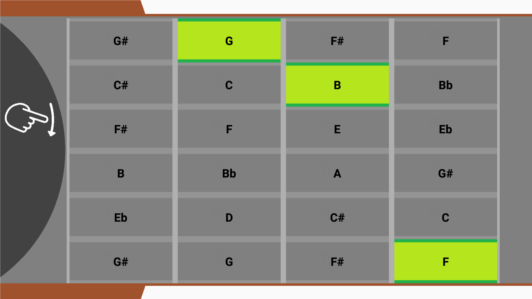 G# G F# F
C# C B Bb
F# F E Eb
B Bb A G#
Eb D C# C
G# G F# F